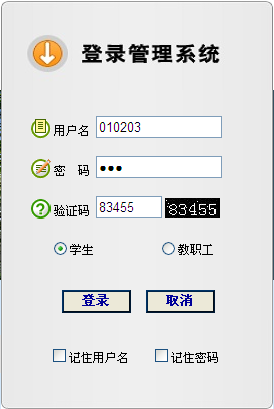 登录管理系统
用户名 010203
密 码 •••
验证码 83455 83455
学生 教职工
登录 取消
记住用户名 记住密码